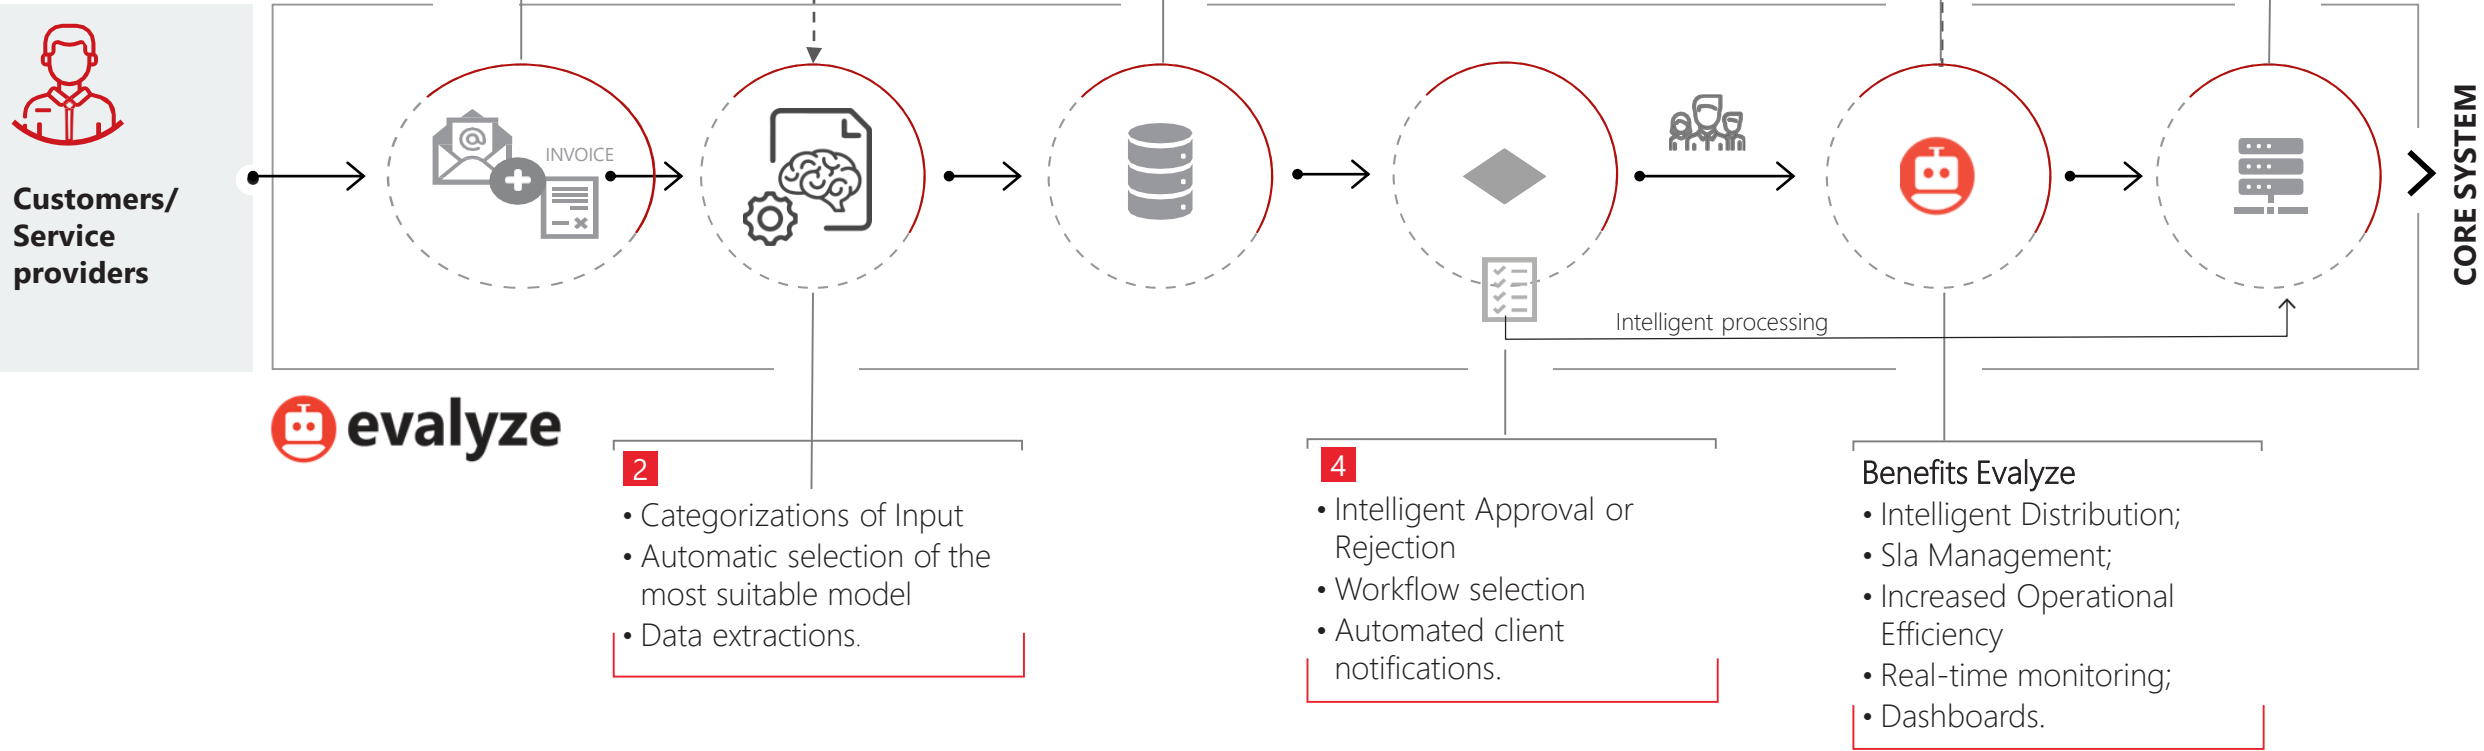 Customers/
Service
providers
INVOICE
@
Intelligent processing
CORE SYSTEM
evalyze
2
• Categorizations of Input
• Automatic selection of the
most suitable model
• Data extractions.
4
• Intelligent Approval or
Rejection
• Workflow selection
• Automated client
notifications.
Benefits Evalyze
• Intelligent Distribution;
• Sla Management;
• Increased Operational
Efficiency
• Real-time monitoring;
• Dashboards.